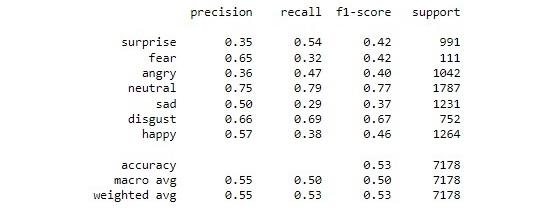 precision recall f1-score support
surprise 0.35 0.54 0.42 991
fear 0.65 0.32 0.42 111
angry 0.36 0.47 0.40 1042
neutral 0.75 0.79 0.77 1787
sad 0.50 0.29 0.37 1231
disgust 0.66 0.69 0.67 752
happy 0.57 0.38 0.46 1264
accuracy 0.53 7178
macro avg 0.55 0.50 0.50 7178
weighted avg 0.55 0.53 0.53 7178